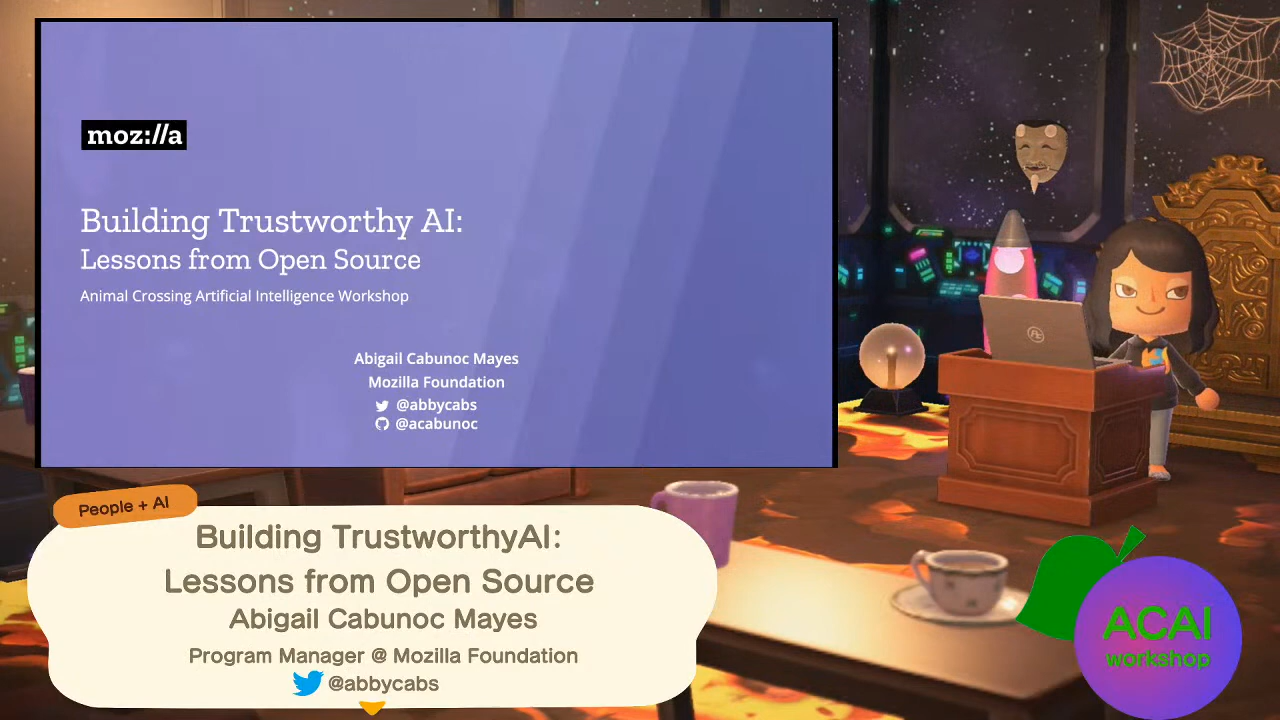 moz://a
Building Trustworthy AI:
Lessons from Open Source
Animal Crossing Artificial Intelligence Workshop
Abigail Cabunoc Mayes
Mozilla Foundation
@abbycabs
@acabunoc
People + AI
Building TrustworthyAI:
Lessons from Open Source
Abigail Cabunoc Mayes
Program Manager @ Mozilla Foundation
@abbycabs
ACAI
workshop